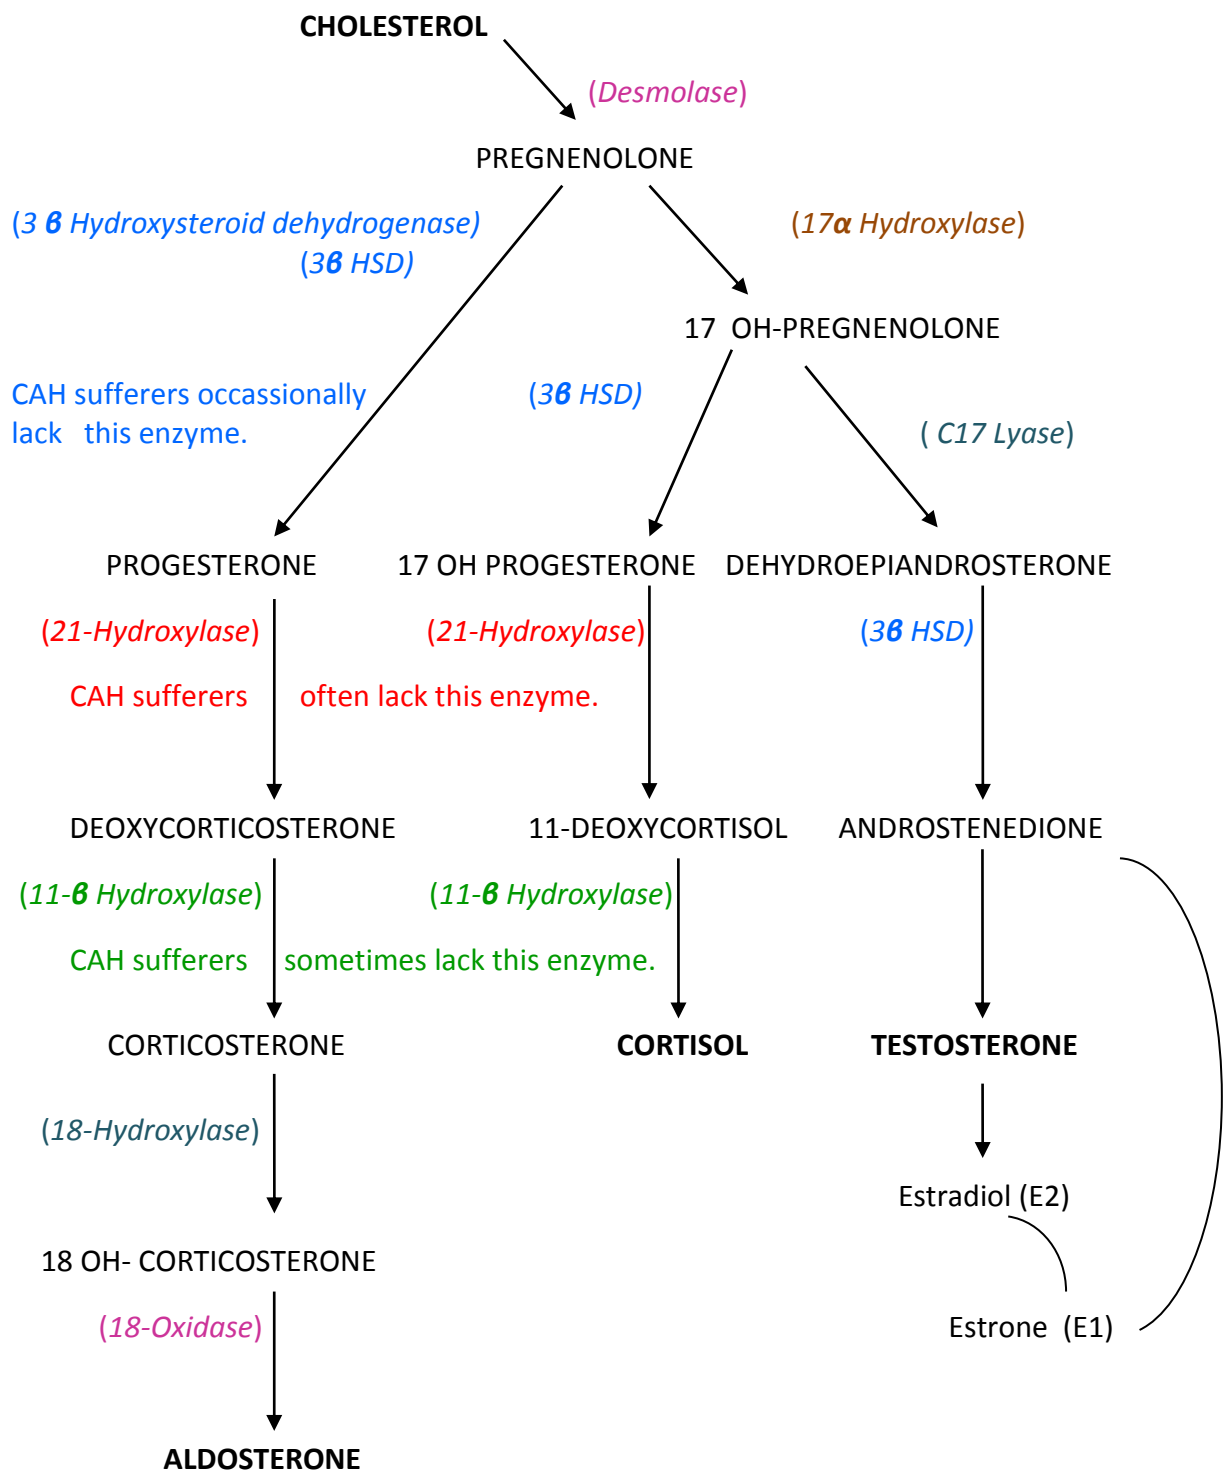 CHOLESTEROL
(Desmolase)
PREGNENOLONE
(3 β Hydroxysteroid dehydrogenase)
(3β HSD)
(17α Hydroxylase)
17 OH-PREGNENOLONE
CAH sufferers occassionally
lack this enzyme.
(3β HSD)
( C17 Lyase)
PROGESTERONE
17 OH PROGESTERONE
DEHYDROEPIANDROSTERONE
(21-Hydroxylase)
(21-Hydroxylase)
(3β HSD)
CAH sufferers often lack this enzyme.
DEOXYCORTICOSTERONE
11-DEOXYCORTISOL
ANDROSTENEDIONE
(11-β Hydroxylase)
(11-β Hydroxylase)
CAH sufferers sometimes lack this enzyme.
CORTICOSTERONE
CORTISOL
TESTOSTERONE
(18-Hydroxylase)
Estradiol (E2)
18 OH- CORTICOSTERONE
(18-Oxidase)
Estrone (E1)
ALDOSTERONE